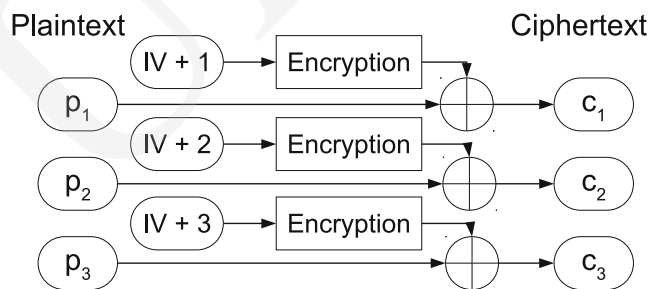 Plaintext
Ciphertext
IV + 1
Encryption
p1
c1
IV + 2
Encryption
p2
c2
IV + 3
Encryption
p3
c3